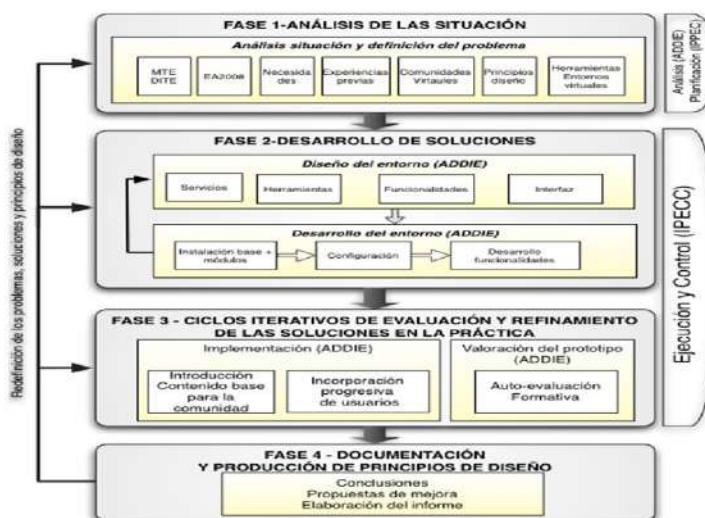 FASE 1-ANÁLISIS DE LAS SITUACIÓN
Análisis situación y definición del problema
MTE
DITE
EA2008
Necesida
des
Experiencias
previas
Comunidades
Virtaules
Principios
diseño
Herramientas
Entornos
virtuales
Análisis (ADDIE)
Planificación (IPPEC)
FASE 2-DESARROLLO DE SOLUCIONES
Diseño del entorno (ADDIE)
Servicios
Herramientas
Funcionalidades
Interfaz
Desarrollo del entorno (ADDIE)
Instalación base +
módulos
Configuración
Desarrollo
funcionalidades
Ejecución y Control (IPECC)
FASE 3 - CICLOS ITERATIVOS DE EVALUACIÓN Y REFINAMIENTO
DE LAS SOLUCIONES EN LA PRÁCTICA
Implementación (ADDIE)
Introducción
Contenido base
para la
comunidad
Incorporación
progresiva
de usuarios
Valoración del prototipo
(ADDIE)
Auto-evaluación
Formativa
FASE 4 - DOCUMENTACIÓN
Y PRODUCCIÓN DE PRINCIPIOS DE DISEÑO
Conclusiones
Propuestas de mejora
Elaboración del informe
Redefinición de los problemas, soluciones y principios de diseño